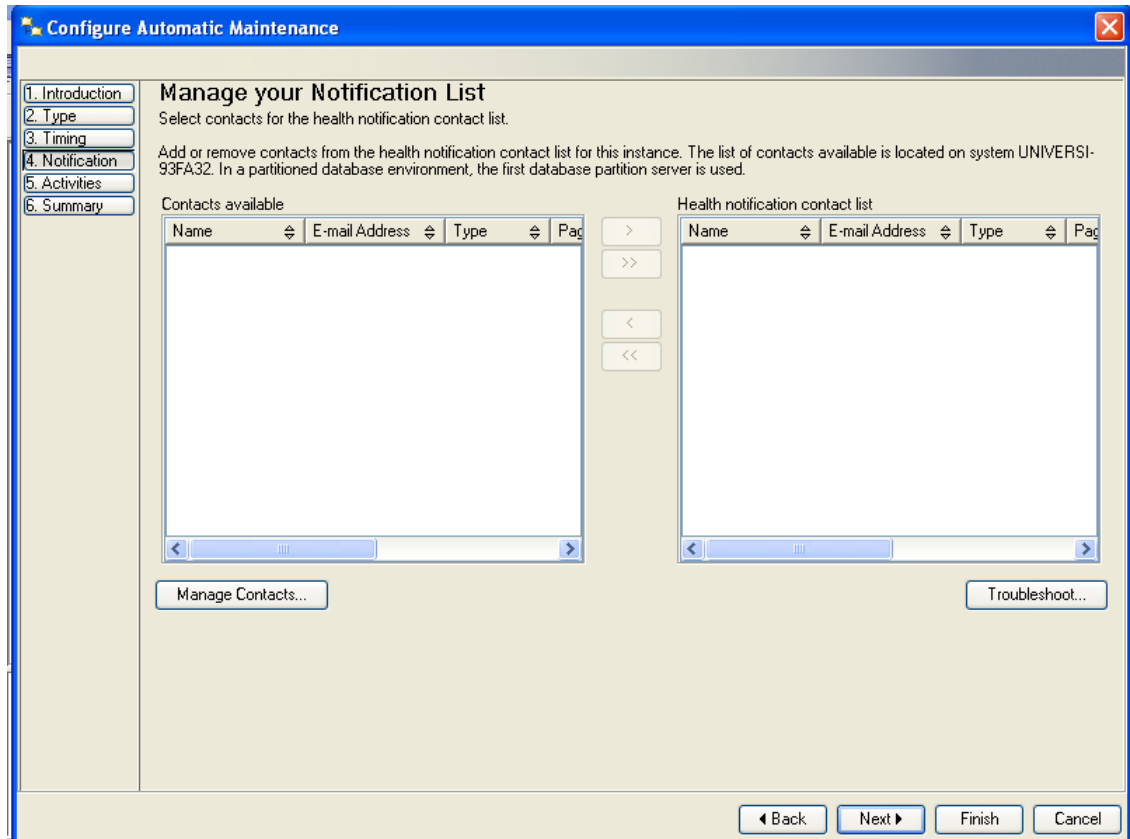 Configure Automatic Maintenance
1. Introduction
2. Type
3. Timing
4. Notification
5. Activities
6. Summary
Manage your Notification List
Select contacts for the health notification contact list.
Add or remove contacts from the health notification contact list for this instance. The list of contacts available is located on system UNIVERSI-
93FA32. In a partitioned database environment, the first database partition server is used.
Contacts available
Name E-mail Address Type Pag
> 
>>
<
<<
Health notification contact list
Name E-mail Address Type Pag
Manage Contacts...
Troubleshoot...
Back Next Finish Cancel